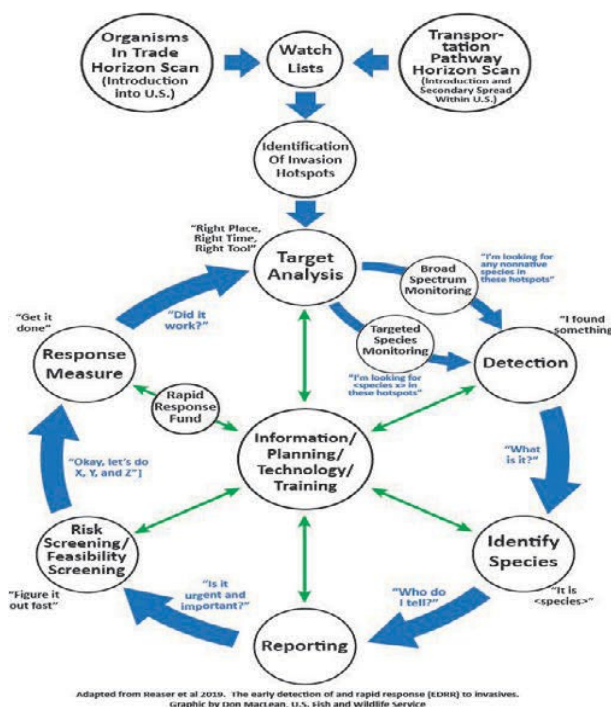 Organisms
In Trade
Horizon Scan
(Introduction
into U.S.)
Watch
Lists
Transpor-
tation
Pathway
Horizon Scan
(Introduction and
Secondary Spread
Within U.S.)
Identification
Of Invasion
Hotspots
"Right Place,
Right Time,
Right Tool"
Target
Analysis
Broad
Spectrum
Monitoring
"I'm looking for
any nonnative
species in
these hotspots"
Targeted
Species
Monitoring
"I'm looking for
<species x> in
these hotspots"
"I found
something"
Detection
"Get it
done"
Response
Measure
"Did it
work?"
Rapid
Response
Fund
Information/
Planning/
Technology/
Training
"What
is it?"
"Okay, let's do
X, Y, and Z"]
Risk
Screening/
Feasibility
Screening
"Figure it
out fast"
Identify
Species
"It is
<species>"
"Is it
urgent and
important?"
"Who do
I tell?"
Reporting
Adapted from Reaser et al 2019. The early detection of and rapid response (EDRR) to invasives.
Graphic by Don MacLean, U.S. Fish and Wildlife Service